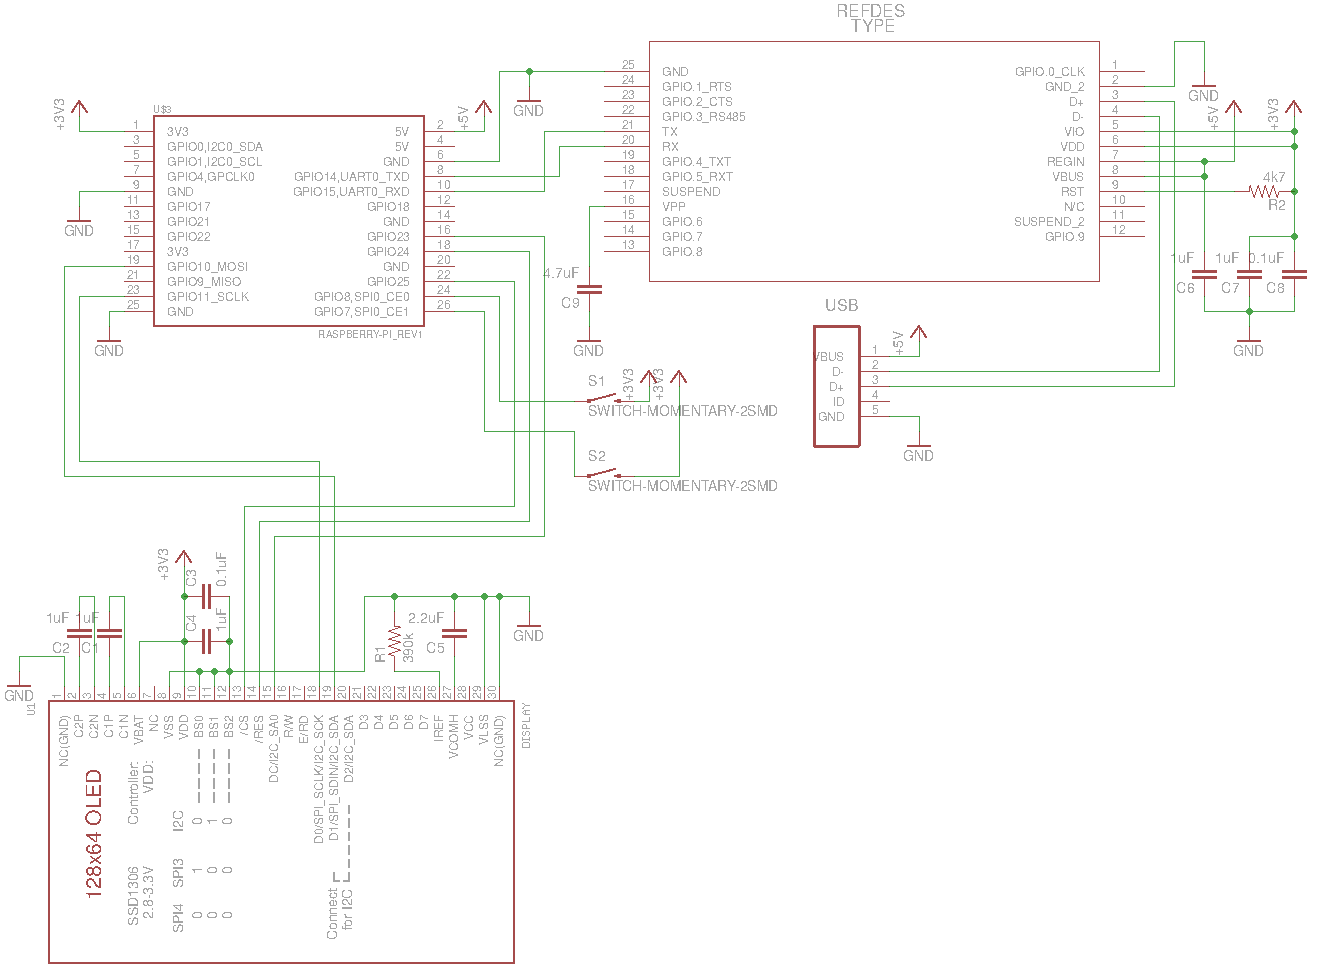 REFDES
TYPE
25 GND
24 GPIO.1_RTS
23 GPIO.2_CTS
22 GPIO.3_RS485
21 TX
20 RX
19 GPIO.4_TXT
18 GPIO.5_RXT
17 SUSPEND
16 VPP
15 GPIO.6
14 GPIO.7
13 GPIO.8
GPIO.0_CLK 1
GND_2 2
D+ 3
D- 4
VIO 5
VDD 6
REGIN 7
VBUS 8
RST 9
N/C 10
SUSPEND_2 11
GPIO.9 12
GND
+5V
+3V3
4k7
R2
1uF
C6
1uF
C7
0.1uF
C8
GND
GND
4.7uF
C9
GND
+3V3
U$3
1 3V3
3 GPIO0,I2C0_SDA
5 GPIO1,I2C0_SCL
7 GPIO4,GPCLK0
9 GND
11 GPIO17
13 GPIO21
15 GPIO22
17 3V3
19 GPIO10_MOSI
21 GPIO9_MISO
23 GPIO11_SCLK
25 GND
5V 2
5V 4
GND 6
GPIO14,UART0_TXD 8
GPIO15,UART0_RXD 10
GPIO18 12
GND 14
GPIO23 16
GPIO24 18
GND 20
GPIO25 22
GPIO8,SPI0_CE0 24
GPIO7,SPI0_CE1 26
RASPBERRY-PI_REV1
+5V
GND
GND
USB
VBUS 1
D- 2
D+ 3
ID 4
GND 5
+5V
GND
S1
+3V3
+3V3
SWITCH-MOMENTARY-2SMD
S2
SWITCH-MOMENTARY-2SMD
+3V3
C3
0.1uF
C4
1uF
1uF
C2
1uF
C1
GND
R1
390k
2.2uF
C5
GND
U1
DISPLAY
1 NC(GND)
2 C2P
3 C2N
4 C1P
5 C1N
6 VBAT
7 NC
8 VSS
9 VDD
10 BS0
11 BS1
12 BS2
13 /CS
14 /RES
15 DC/I2C_SA0
16 R/W
17 E/RD
18 D0/SPI_SCLK/I2C_SCK
19 D1/SPI_SDIN/I2C_SDA
20 D2/I2C_SDA
21 D3
22 D4
23 D5
24 D6
25 D7
26 IREF
27 VCOMH
28 VCC
29 VLSS
30 NC(GND)
128x64 OLED
Controller: SSD1306
VDD: 2.8-3.3V
I2C 0 1 0
SPI3 1 0 0
SPI4 0 0 0
Connect
for I2C